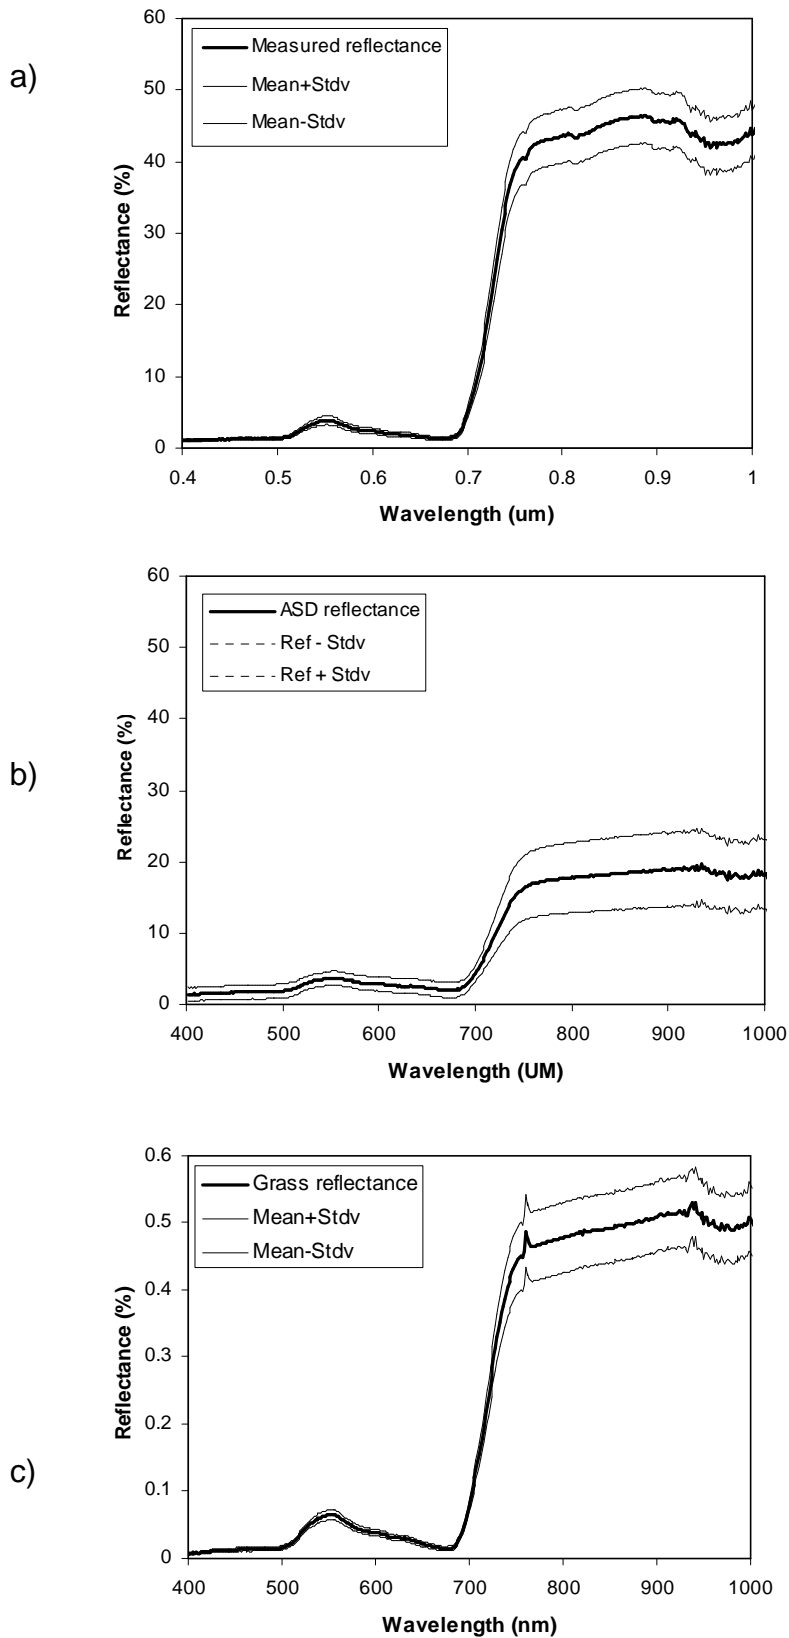 a)
Reflectance (%)
60
50
40
30
20
10
0
Measured reflectance
Mean+Stdv
Mean-Stdv
0.4 0.5 0.6 0.7 0.8 0.9 1
Wavelength (um)
b)
Reflectance (%)
60
50
40
30
20
10
0
ASD reflectance
Ref - Stdv
Ref + Stdv
400 500 600 700 800 900 1000
Wavelength (UM)
c)
Reflectance (%)
0.6
0.5
0.4
0.3
0.2
0.1
0
Grass reflectance
Mean+Stdv
Mean-Stdv
400 500 600 700 800 900 1000
Wavelength (nm)